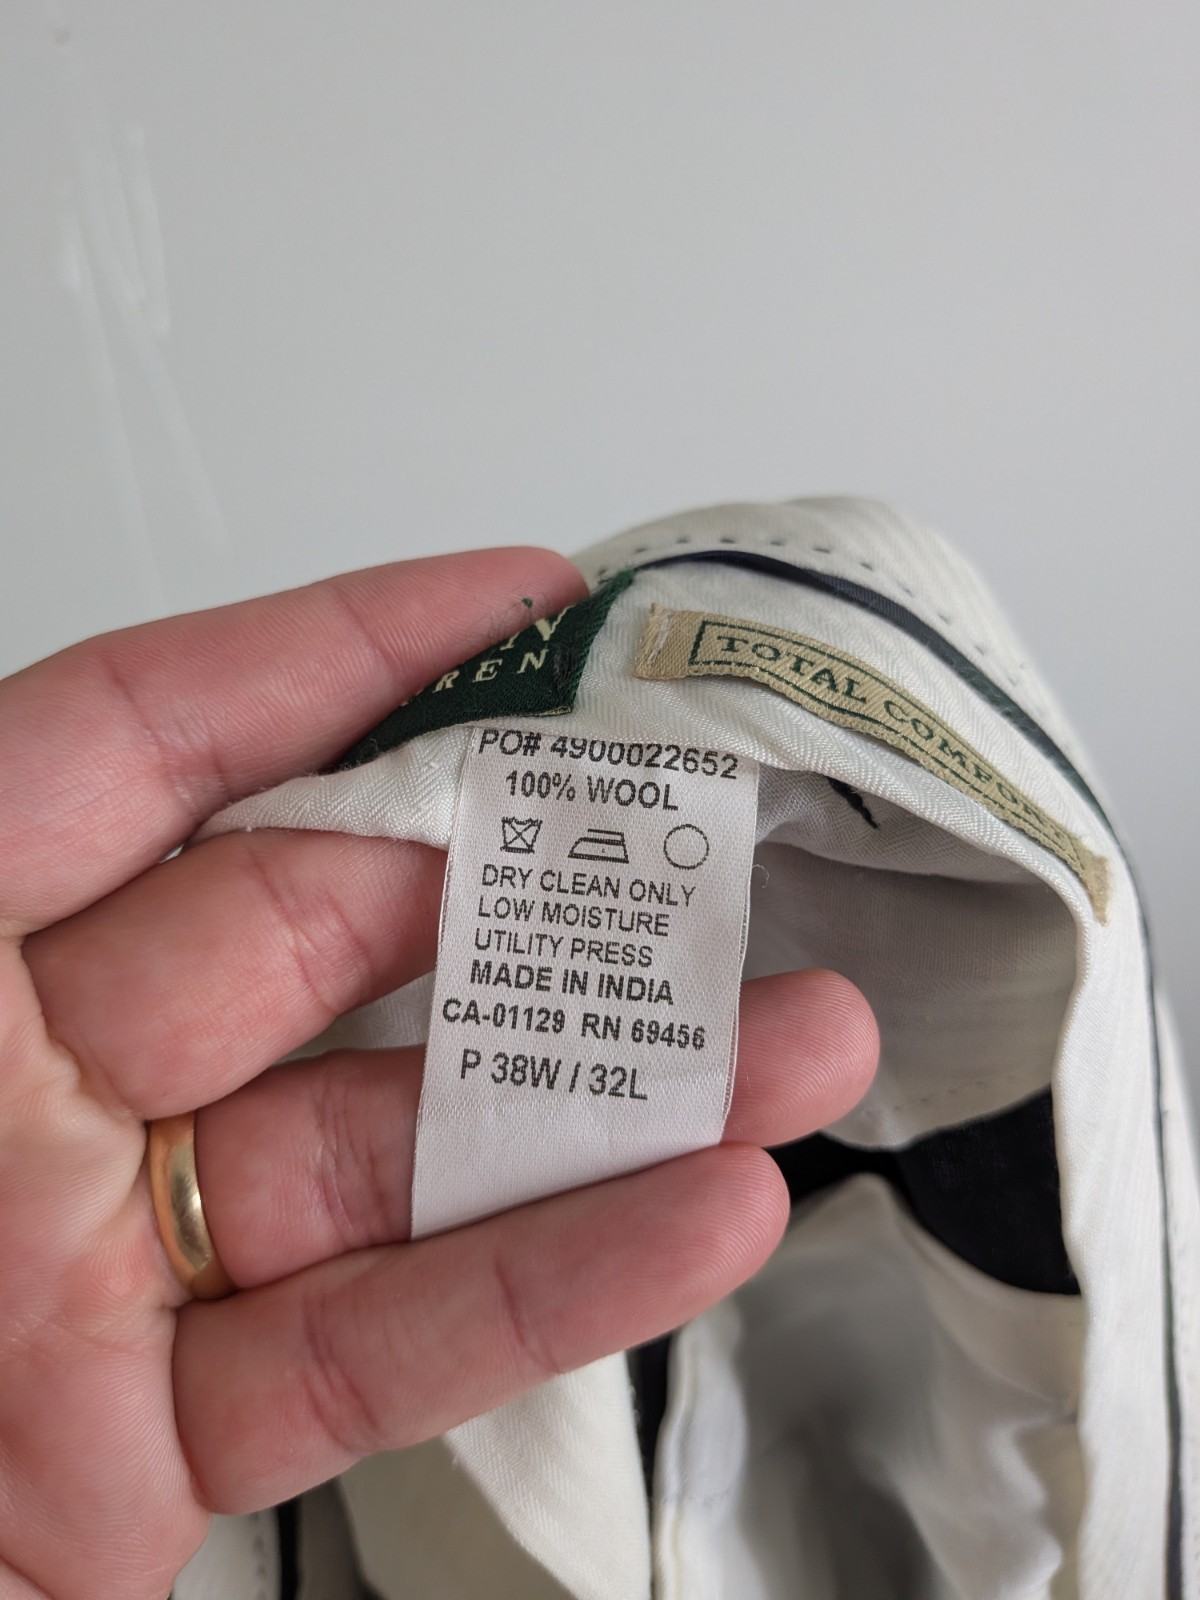 REN
TOTAL COMFORT
PO# 4900022652
100% WOOL
DRY CLEAN ONLY
LOW MOISTURE
UTILITY PRESS
MADE IN INDIA
CA-01129 RN 69456
P 38W / 32L